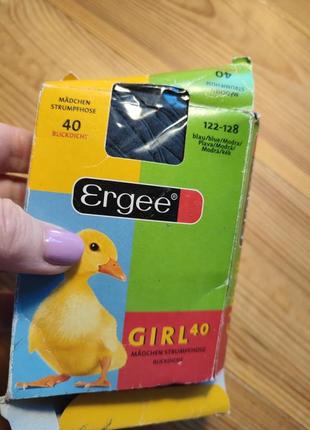 40
MÄDCHEN
STRUMPFHOSE
40
BLICKDICHT
122-128
blau/blue/Modra/
Plava/Modrá/
Modrá/kék
Ergee®
GIRL 40
MÄDCHEN STRUMPFHOSE
BLICKDICHT